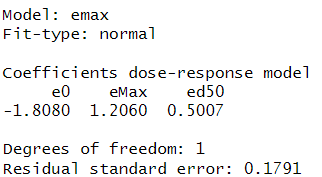 Model: emax
Fit-type: normal
Coefficients dose-response model
e0 eMax ed50
-1.8080 1.2060 0.5007
Degrees of freedom: 1
Residual standard error: 0.1791